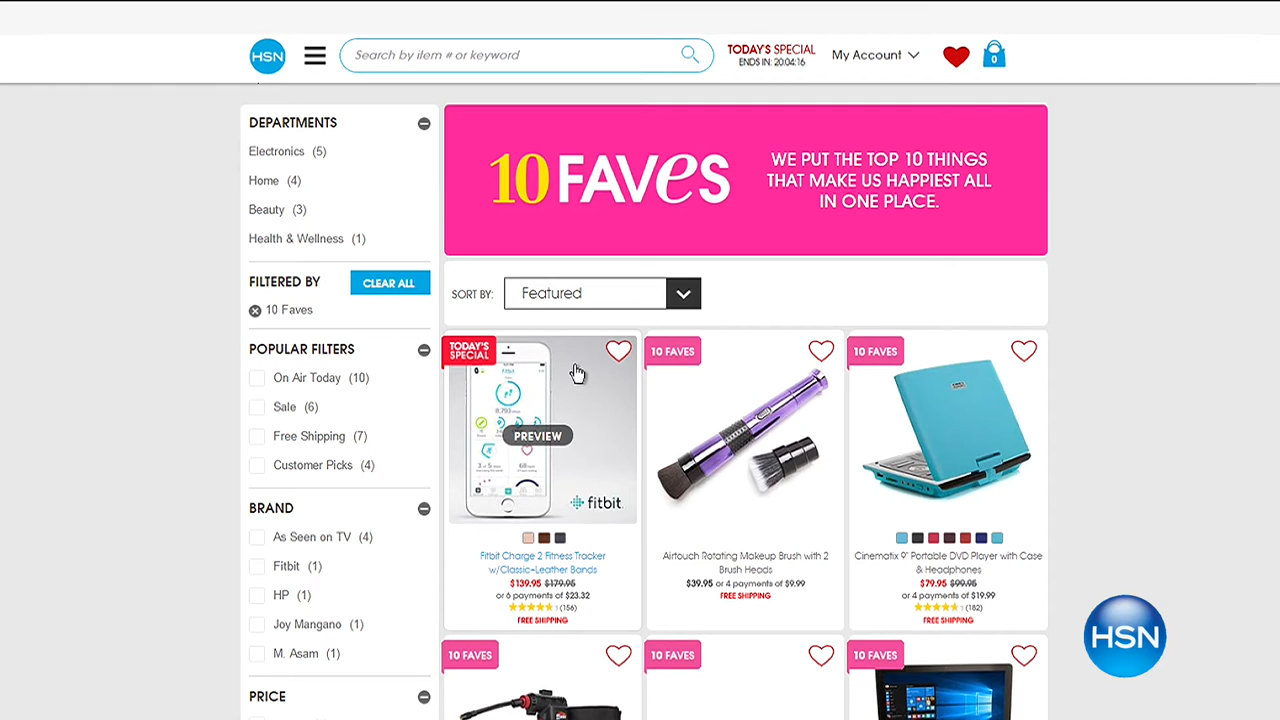 HSN
Search by item # or keyword
TODAY'S SPECIAL
ENDS IN: 20:04:16
My Account
0
DEPARTMENTS
Electronics (5)
Home (4)
Beauty (3)
Health & Wellness (1)
FILTERED BY
CLEAR ALL
10 Faves
POPULAR FILTERS
On Air Today (10)
Sale (6)
Free Shipping (7)
Customer Picks (4)
BRAND
As Seen on TV (4)
Fitbit (1)
HP (1)
Joy Mangano (1)
M. Asam (1)
PRICE
10 FAVeS
WE PUT THE TOP 10 THINGS
THAT MAKE US HAPPIEST ALL
IN ONE PLACE.
SORT BY:
Featured
TODAY'S
SPECIAL
PREVIEW
fitbit
Fitbit Charge 2 Fitness Tracker
w/Classic+Leather Bands
$139.95 $179.95
or 6 payments of $23.32
(156)
FREE SHIPPING
10 FAVES
Airtouch Rotating Makeup Brush with 2
Brush Heads
$39.95 or 4 payments of $9.99
FREE SHIPPING
10 FAVES
Cinematix 9" Portable DVD Player with Case
& Headphones
$79.95 $99.95
or 4 payments of $19.99
(182)
FREE SHIPPING
10 FAVES
10 FAVES
10 FAVES
HSN